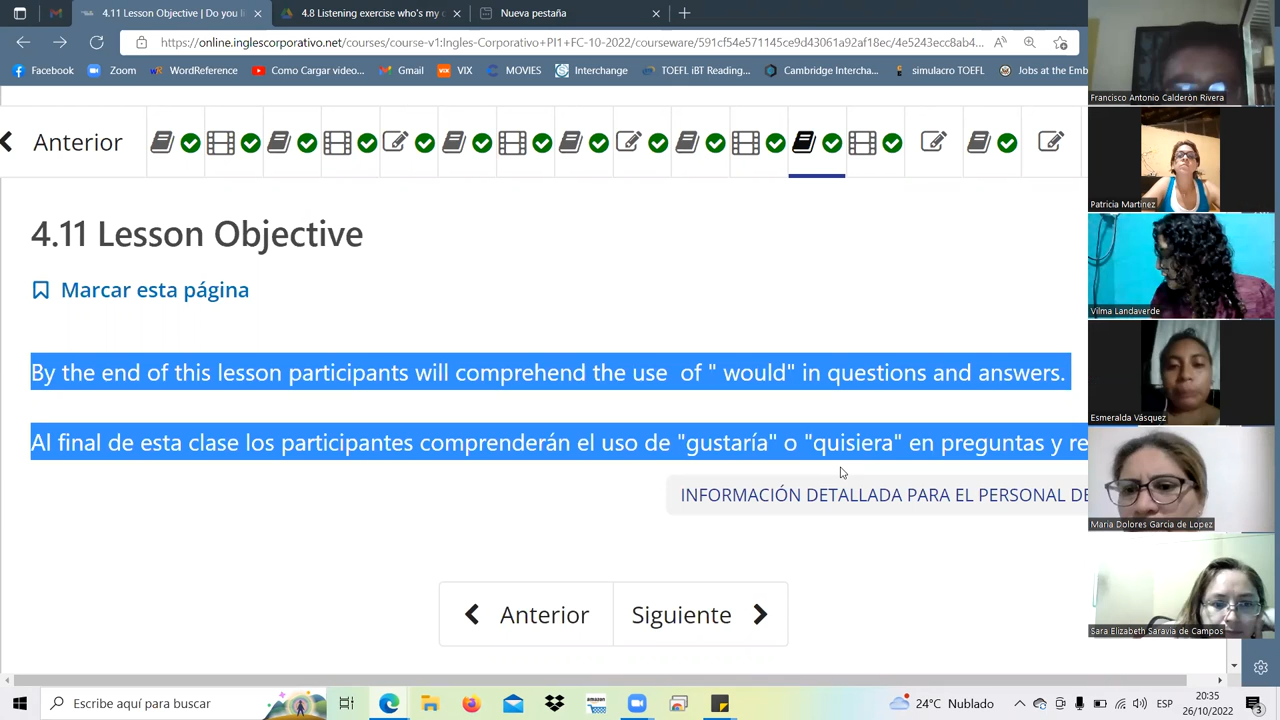 4.11 Lesson Objective | Do you l
4.8 Listening exercise who's my c
Nueva pestaña
https://online.inglescorporativo.net/courses/course-v1:Ingles-Corporativo+PI1+FC-10-2022/courseware/591cf54e571145ce9d43061a92af18ec/4e5243ecc8ab4...
Facebook
Zoom
WordReference
Como Cargar video...
Gmail
VIX
MOVIES
Interchange
TOEFL iBT Reading...
Cambridge Intercha...
simulacro TOEFL
Jobs at the Emb
Anterior
4.11 Lesson Objective
Marcar esta página
By the end of this lesson participants will comprehend the use of " would" in questions and answers.
Al final de esta clase los participantes comprenderán el uso de "gustaría" o "quisiera" en preguntas y re
INFORMACIÓN DETALLADA PARA EL PERSONAL DE
Anterior
Siguiente
Francisco Antonio Calderón Rivera
Patricia Martinez
Vilma Landaverde
Esmeralda Vásquez
Maria Dolores Garcia de Lopez
Sara Elizabeth Saravia de Campos
Escribe aquí para buscar
24°C Nublado
ESP
20:35
26/10/2022
3